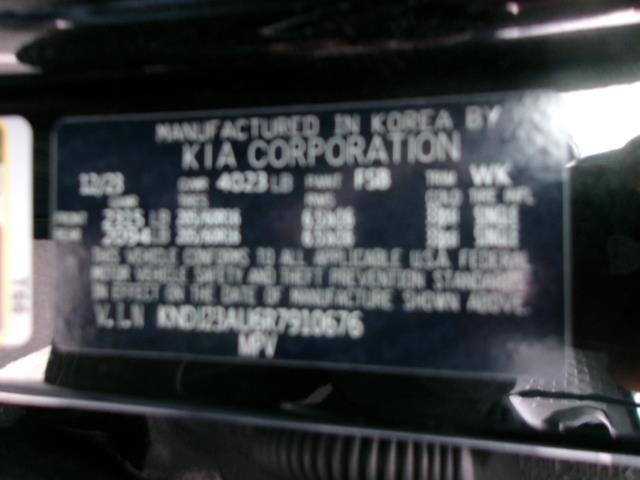 MANUFACTURED IN KOREA BY
KIA CORPORATION
12/23 GVWR 4023 LB PAINT FSB TRIM WK
GAWR TIRES RIMS COLD TIRE INFL
FRONT LB 205/60R16 6.5Jx16 SINGLE
REAR LB 205/60R16 6.5Jx16 SINGLE
THIS VEHICLE CONFORMS TO ALL APPLICABLE U.S.A. FEDERAL
MOTOR VEHICLE SAFETY AND THEFT PREVENTION STANDARDS
IN EFFECT ON THE DATE OF MANUFACTURE SHOWN ABOVE.
V.I.N KNDJ23AU6R7910676
MPV